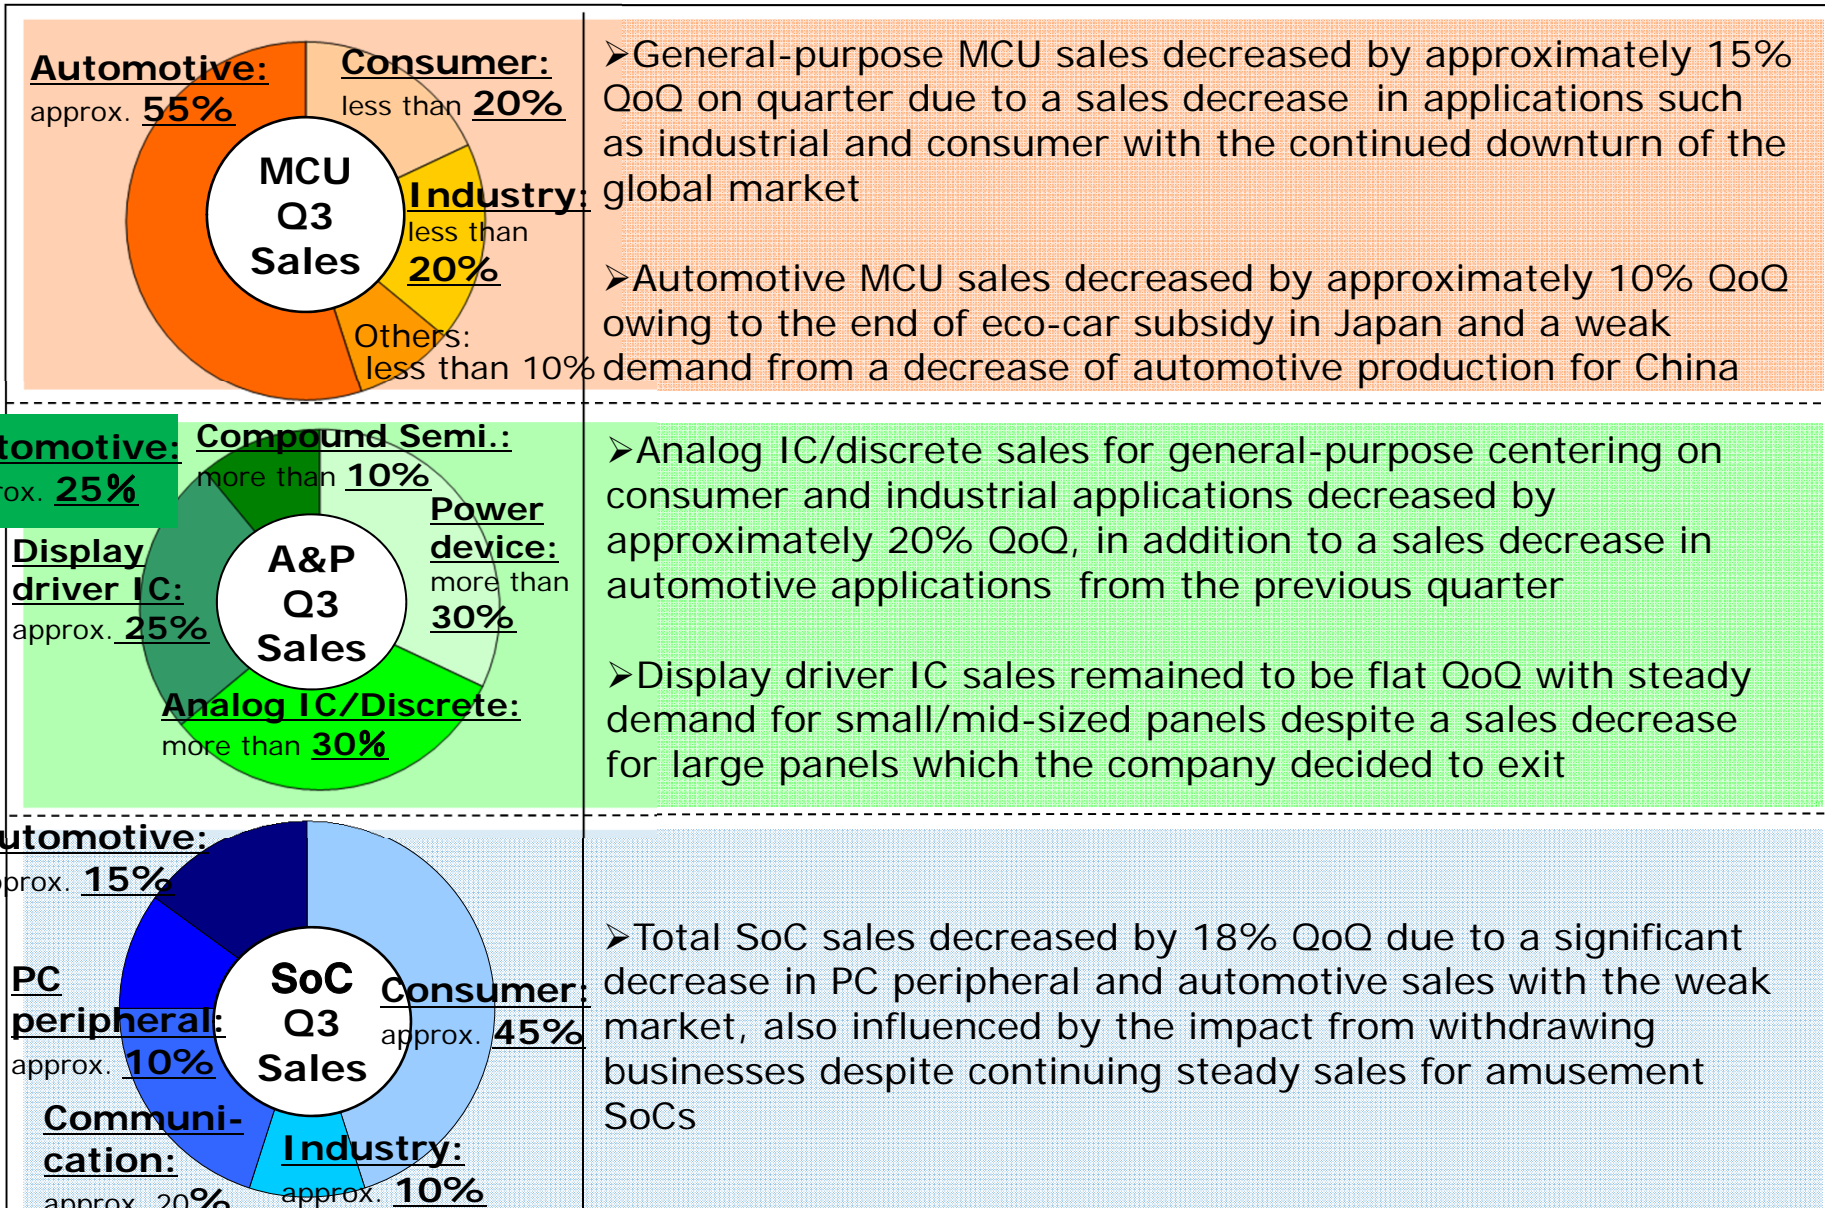 Automotive:
approx. 55%
Consumer:
less than 20%
MCU
Q3
Sales
Industry:
less than
20%
Others:
less than 10%
➢General-purpose MCU sales decreased by approximately 15%
QoQ on quarter due to a sales decrease in applications such
as industrial and consumer with the continued downturn of the
global market
➢Automotive MCU sales decreased by approximately 10% QoQ
owing to the end of eco-car subsidy in Japan and a weak
demand from a decrease of automotive production for China
tomotive:
rox. 25%
Compound Semi.:
more than 10%
Power
device:
more than
30%
Display
driver IC:
approx. 25%
A&P
Q3
Sales
Analog IC/Discrete:
more than 30%
➢Analog IC/discrete sales for general-purpose centering on
consumer and industrial applications decreased by
approximately 20% QoQ, in addition to a sales decrease in
automotive applications from the previous quarter
➢Display driver IC sales remained to be flat QoQ with steady
demand for small/mid-sized panels despite a sales decrease
for large panels which the company decided to exit
utomotive:
prox. 15%
PC
peripheral:
approx. 10%
SoC
Q3
Sales
Consumer:
approx. 45%
Communi-
cation:
approx. 20%
Industry:
approx. 10%
➢Total SoC sales decreased by 18% QoQ due to a significant
decrease in PC peripheral and automotive sales with the weak
market, also influenced by the impact from withdrawing
businesses despite continuing steady sales for amusement
SoCs